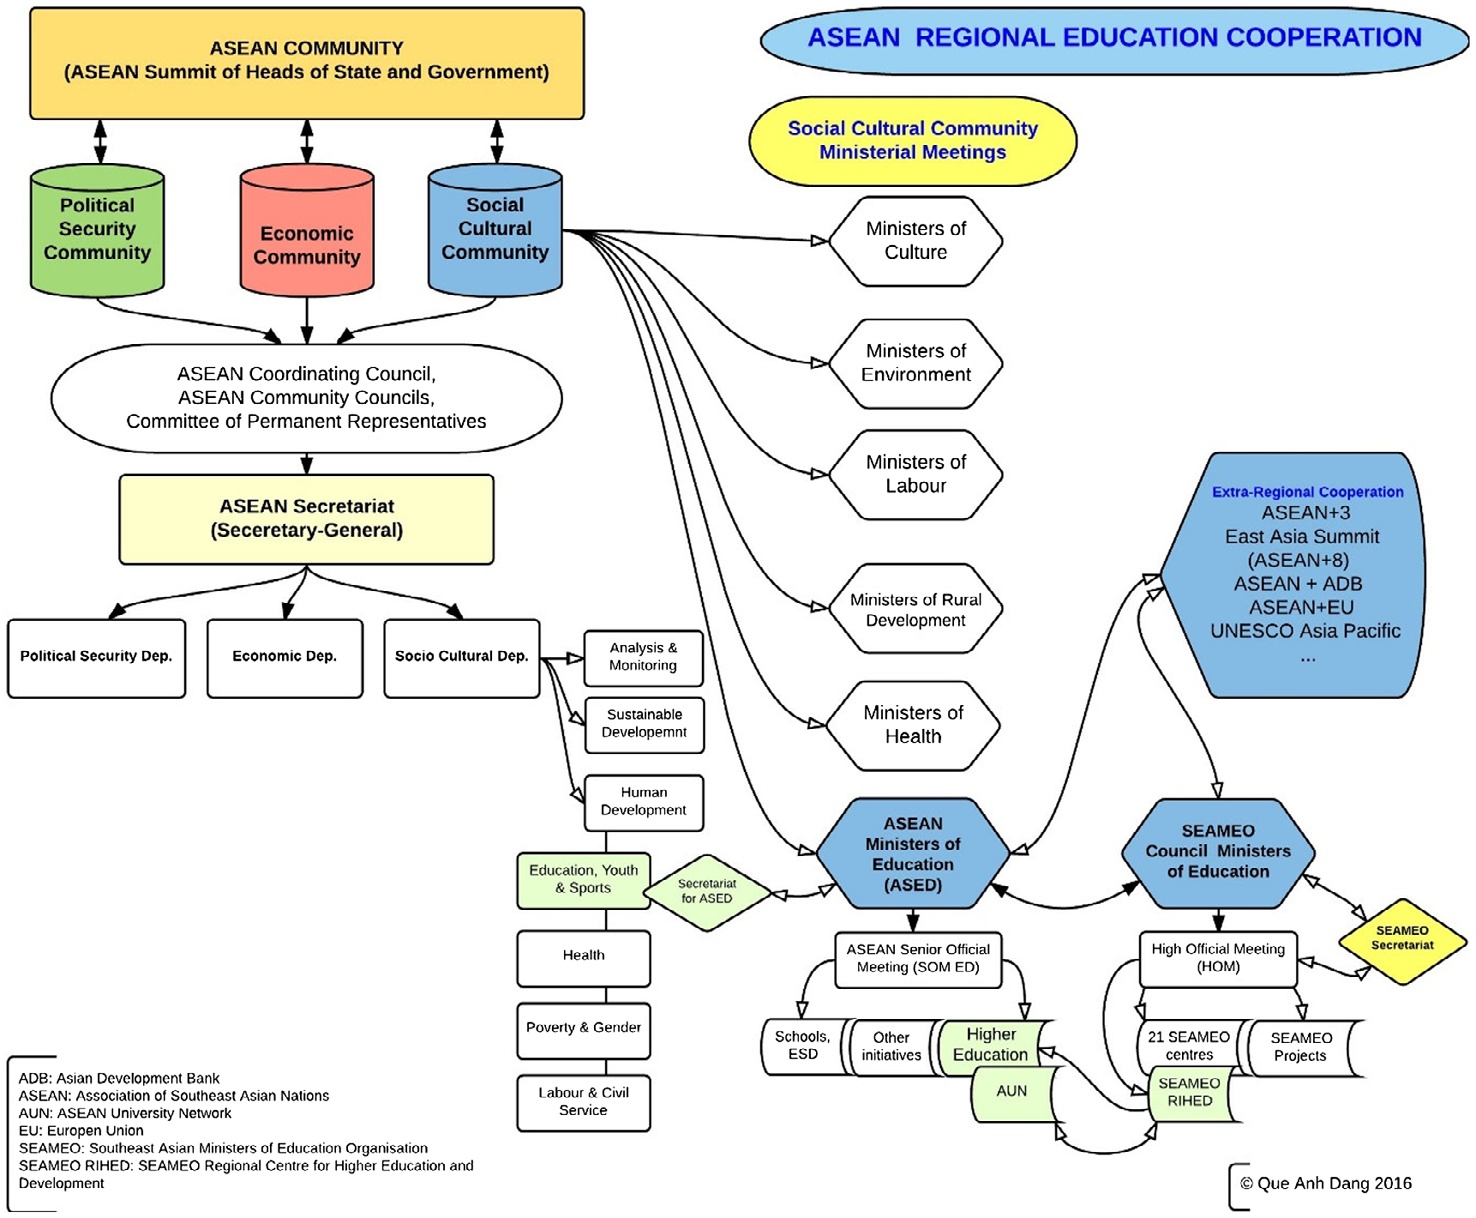 ASEAN COMMUNITY
(ASEAN Summit of Heads of State and Government)
ASEAN  REGIONAL EDUCATION COOPERATION
Social Cultural Community
Ministerial Meetings
Political
Security
Community
Economic
Community
Social
Cultural
Community
Ministers of
Culture
Ministers of
Environment
ASEAN Coordinating Council,
ASEAN Community Councils,
Committee of Permanent Representatives
Ministers of
Labour
ASEAN Secretariat
(Seceretary-General)
Extra-Regional Cooperation
ASEAN+3
East Asia Summit
(ASEAN+8)
ASEAN + ADB
ASEAN+EU
UNESCO Asia Pacific
...
Ministers of Rural
Development
Political Security Dep.
Economic Dep.
Socio Cultural Dep.
Analysis &
Monitoring
Sustainable
Developemnt
Human
Development
Ministers of
Health
ASEAN
Ministers of
Education
(ASED)
SEAMEO
Council  Ministers
of Education
Education, Youth
& Sports
Secretariat
for ASED
SEAMEO
Secretariat
Health
Poverty & Gender
Labour & Civil
Service
ASEAN Senior Official
Meeting (SOM ED)
High Official Meeting
(HOM)
Schools,
ESD
Other
initiatives
Higher
Education
AUN
21 SEAMEO
centres
SEAMEO
Projects
SEAMEO
RIHED
ADB: Asian Development Bank
ASEAN: Association of Southeast Asian Nations
AUN: ASEAN University Network
EU: Europen Union
SEAMEO: Southeast Asian Ministers of Education Organisation
SEAMEO RIHED: SEAMEO Regional Centre for Higher Education and
Development
© Que Anh Dang 2016